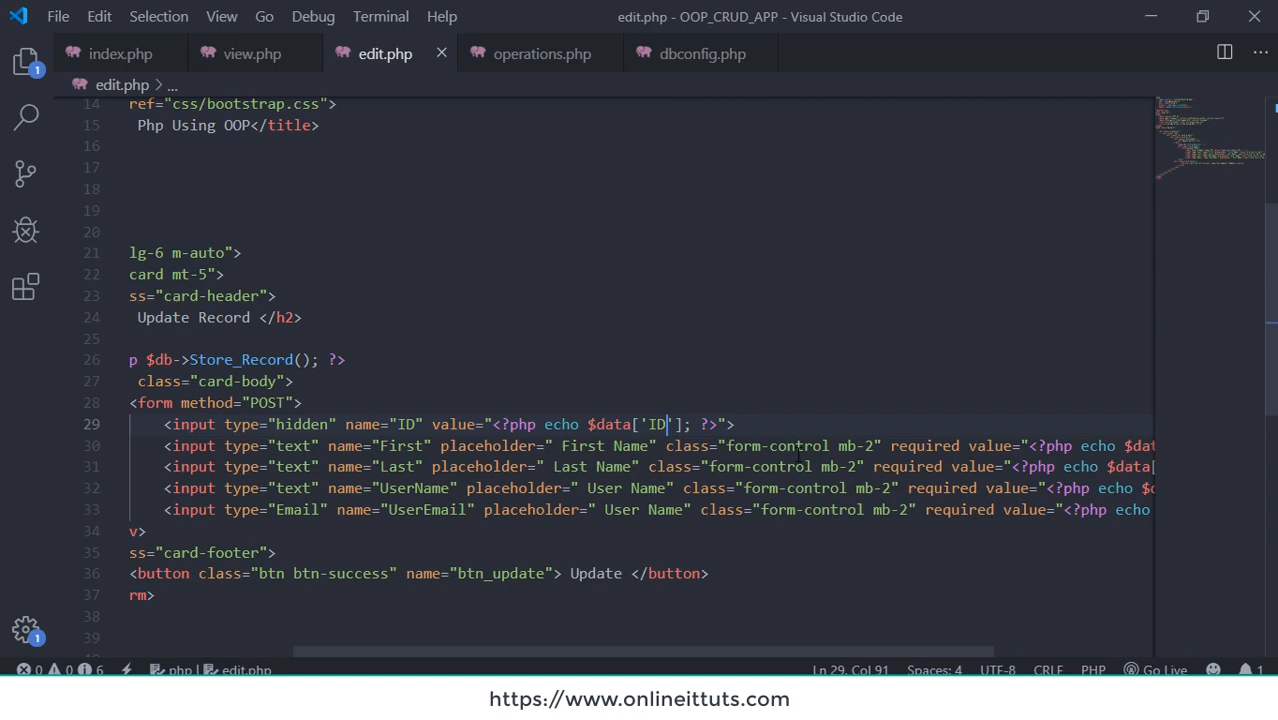 File Edit Selection View Go Debug Terminal Help edit.php - OOP_CRUD_APP - Visual Studio Code
index.php view.php edit.php operations.php dbconfig.php
edit.php > ...
14 ref="css/bootstrap.css">
15 Php Using OOP</title>
16
17
18
19
20
21 lg-6 m-auto">
22 card mt-5">
23 ss="card-header">
24 Update Record </h2>
25
26 p $db->Store_Record(); ?>
27 class="card-body">
28 <form method="POST">
29 <input type="hidden" name="ID" value="<?php echo $data['ID']; ?>">
30 <input type="text" name="First" placeholder=" First Name" class="form-control mb-2" required value="<?php echo $dat
31 <input type="text" name="Last" placeholder=" Last Name" class="form-control mb-2" required value="<?php echo $data[
32 <input type="text" name="UserName" placeholder=" User Name" class="form-control mb-2" required value="<?php echo $d
33 <input type="Email" name="UserEmail" placeholder=" User Name" class="form-control mb-2" required value="<?php echo
34 v>
35 ss="card-footer">
36 <button class="btn btn-success" name="btn_update"> Update </button>
37 rm>
38
39
1
1
0 0 6 php edit.php Ln 29, Col 91 Spaces: 4 UTF-8 CRLF PHP Go Live 1
https://www.onlineittuts.com